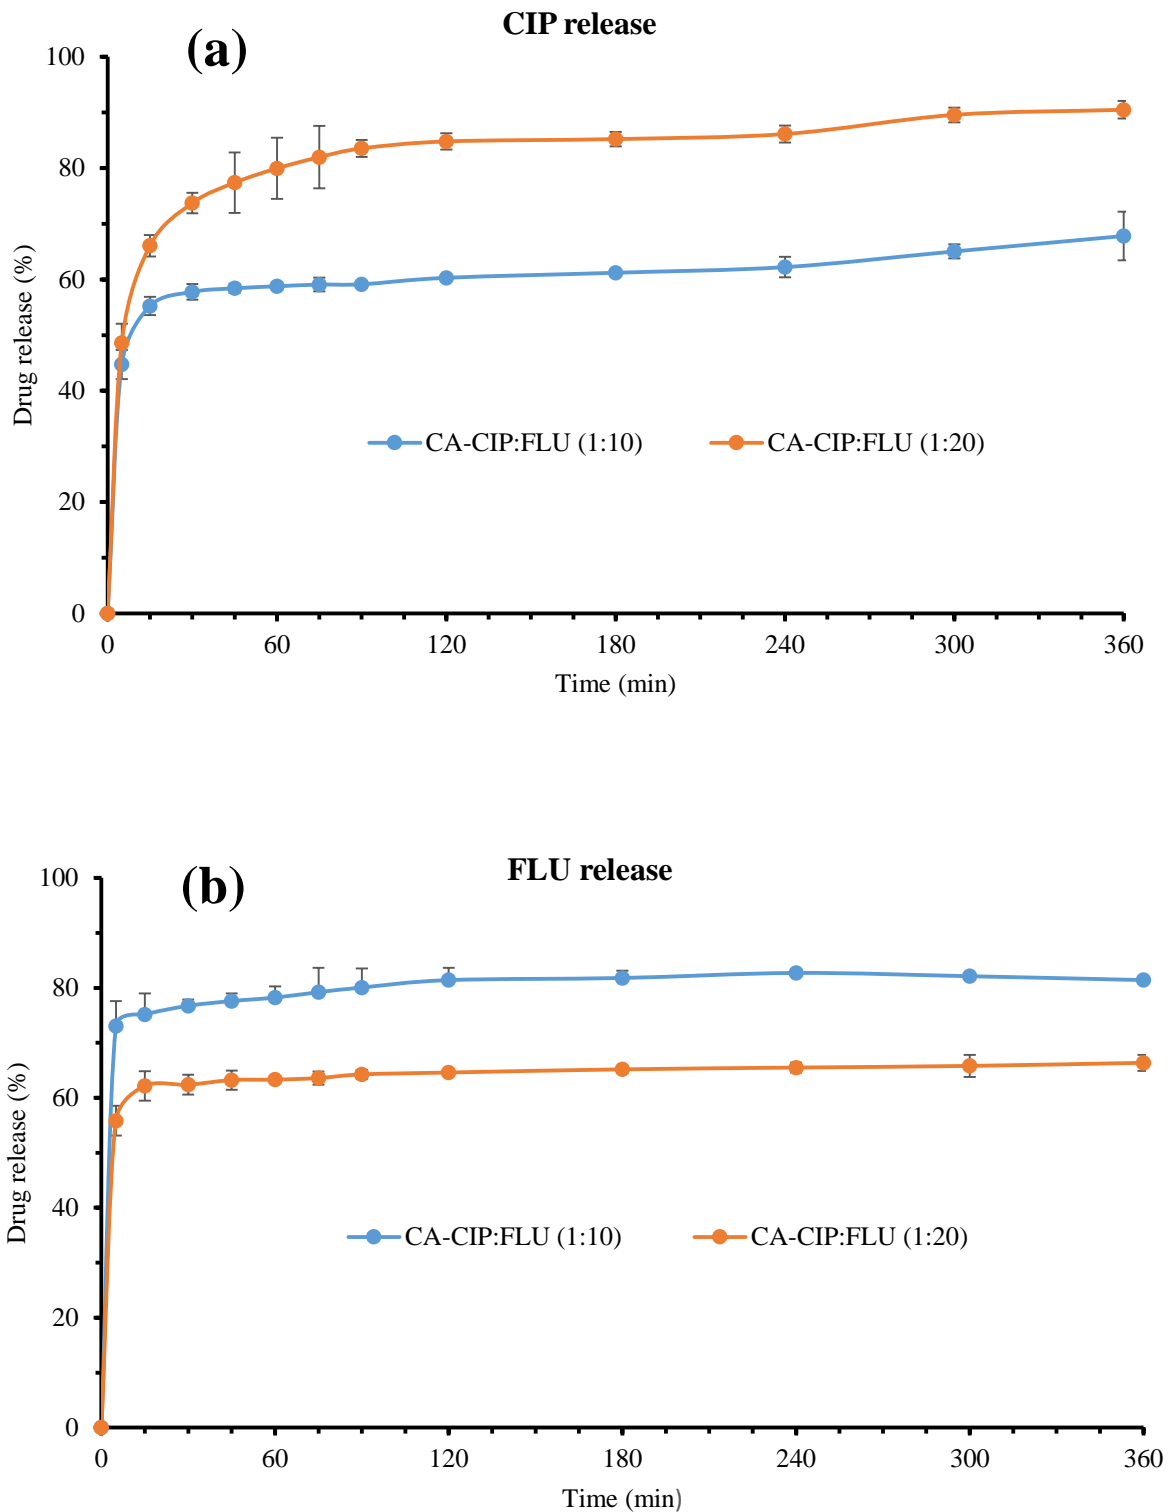 CIP release
(a)
100
80
60
40
20
0
Drug release (%)
CA-CIP:FLU (1:10) CA-CIP:FLU (1:20)
0 60 120 180 240 300 360
Time (min)
FLU release
(b)
100
80
60
40
20
0
Drug release (%)
CA-CIP:FLU (1:10) CA-CIP:FLU (1:20)
0 60 120 180 240 300 360
Time (min)